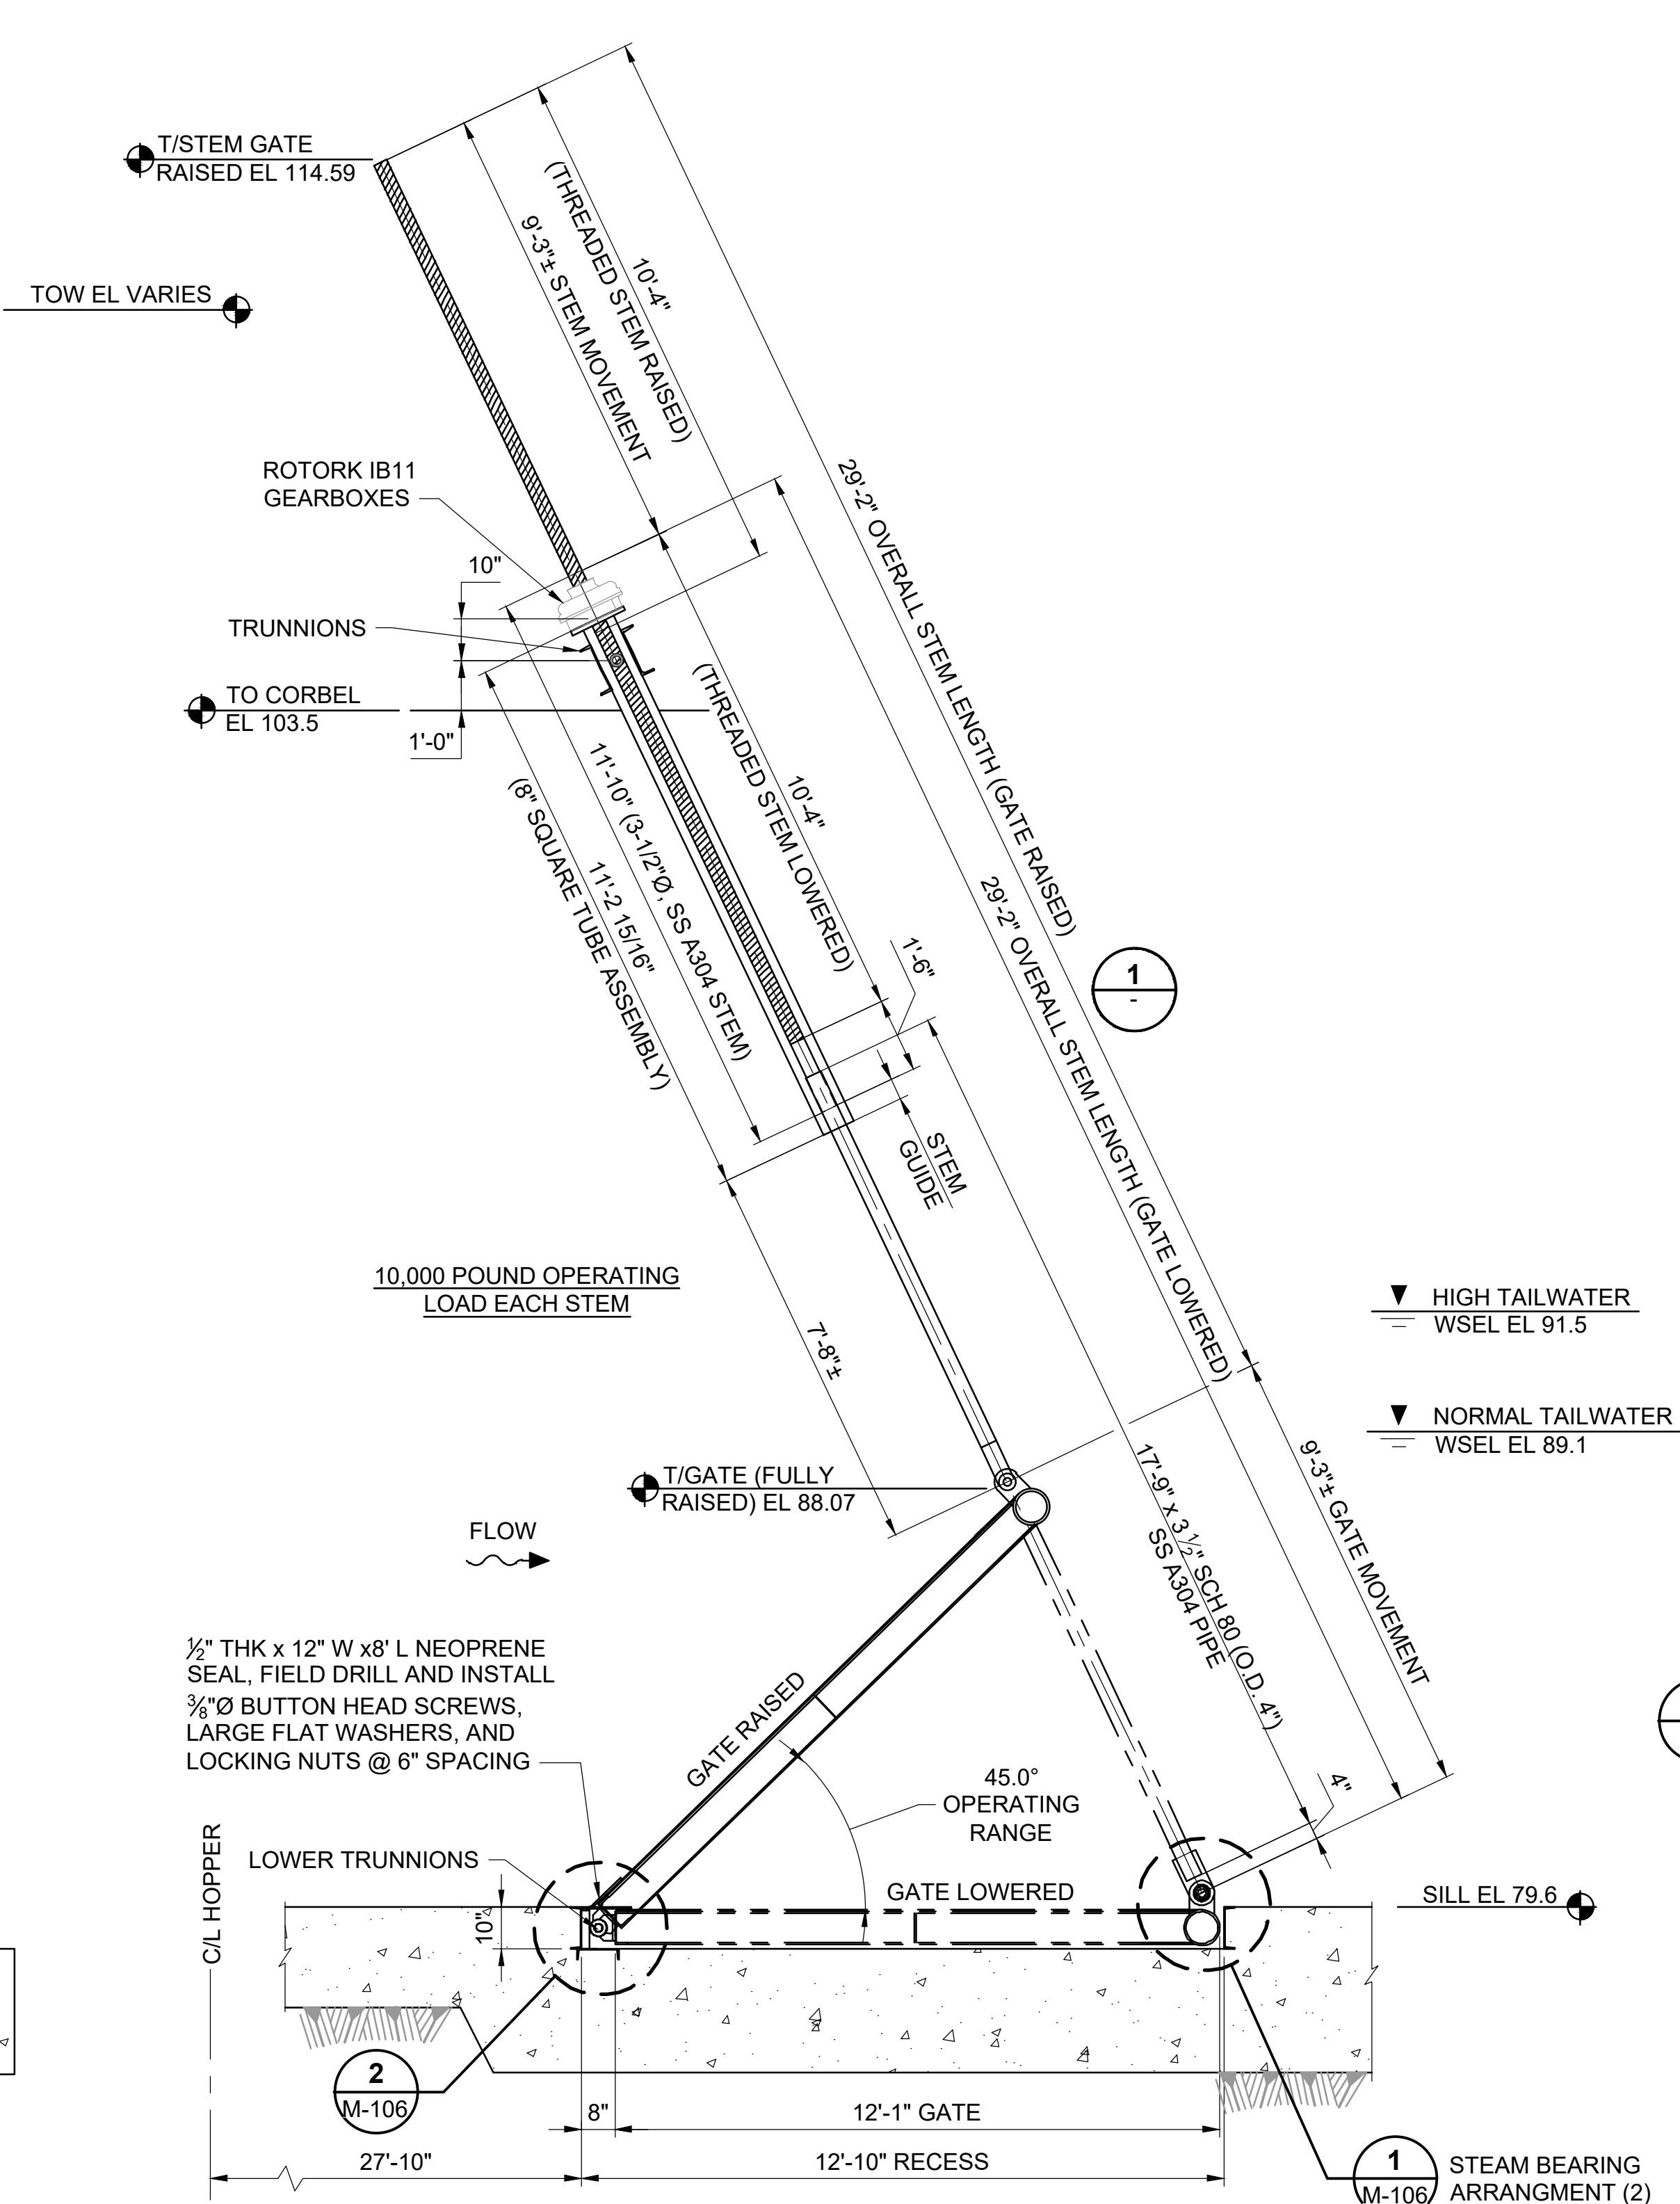 T/STEM GATE
RAISED EL 114.59
TOW EL VARIES
10'-4"
(THREADED STEM RAISED)
9'-3"± STEM MOVEMENT
ROTORK IB11
GEARBOXES
10"
TRUNNIONS
TO CORBEL
EL 103.5
1'-0"
29'-2" OVERALL STEM LENGTH (GATE RAISED)
10'-4"
(THREADED STEM LOWERED)
11'-10" (3-1/2"Ø, SS A304 STEM)
11'-2 15/16"
(8" SQUARE TUBE ASSEMBLY)
29'-2" OVERALL STEM LENGTH (GATE LOWERED)
1'-6"
1
-
STEM
GUIDE
10,000 POUND OPERATING
LOAD EACH STEM
7'-8"±
HIGH TAILWATER
WSEL EL 91.5
NORMAL TAILWATER
WSEL EL 89.1
T/GATE (FULLY
RAISED) EL 88.07
17'-9" x 3 ½" SCH 80 (O.D. 4")
SS A304 PIPE
9'-3"± GATE MOVEMENT
FLOW
½" THK x 12" W x8' L NEOPRENE
SEAL, FIELD DRILL AND INSTALL
⅜"Ø BUTTON HEAD SCREWS,
LARGE FLAT WASHERS, AND
LOCKING NUTS @ 6" SPACING
GATE RAISED
45.0°
OPERATING
RANGE
4"
C/L HOPPER
LOWER TRUNNIONS
GATE LOWERED
SILL EL 79.6
10"
2
M-106
8"
12'-1" GATE
27'-10"
12'-10" RECESS
1
M-106
STEAM BEARING
ARRANGMENT (2)